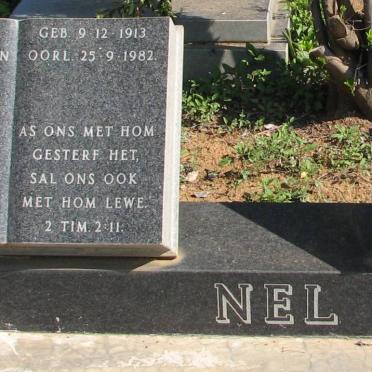 GEB. 9-12-1913
N OORL. 25-9-1982.
AS ONS MET HOM
GESTERF HET,
SAL ONS OOK
MET HOM LEWE.
2 TIM. 2:11.
NEL